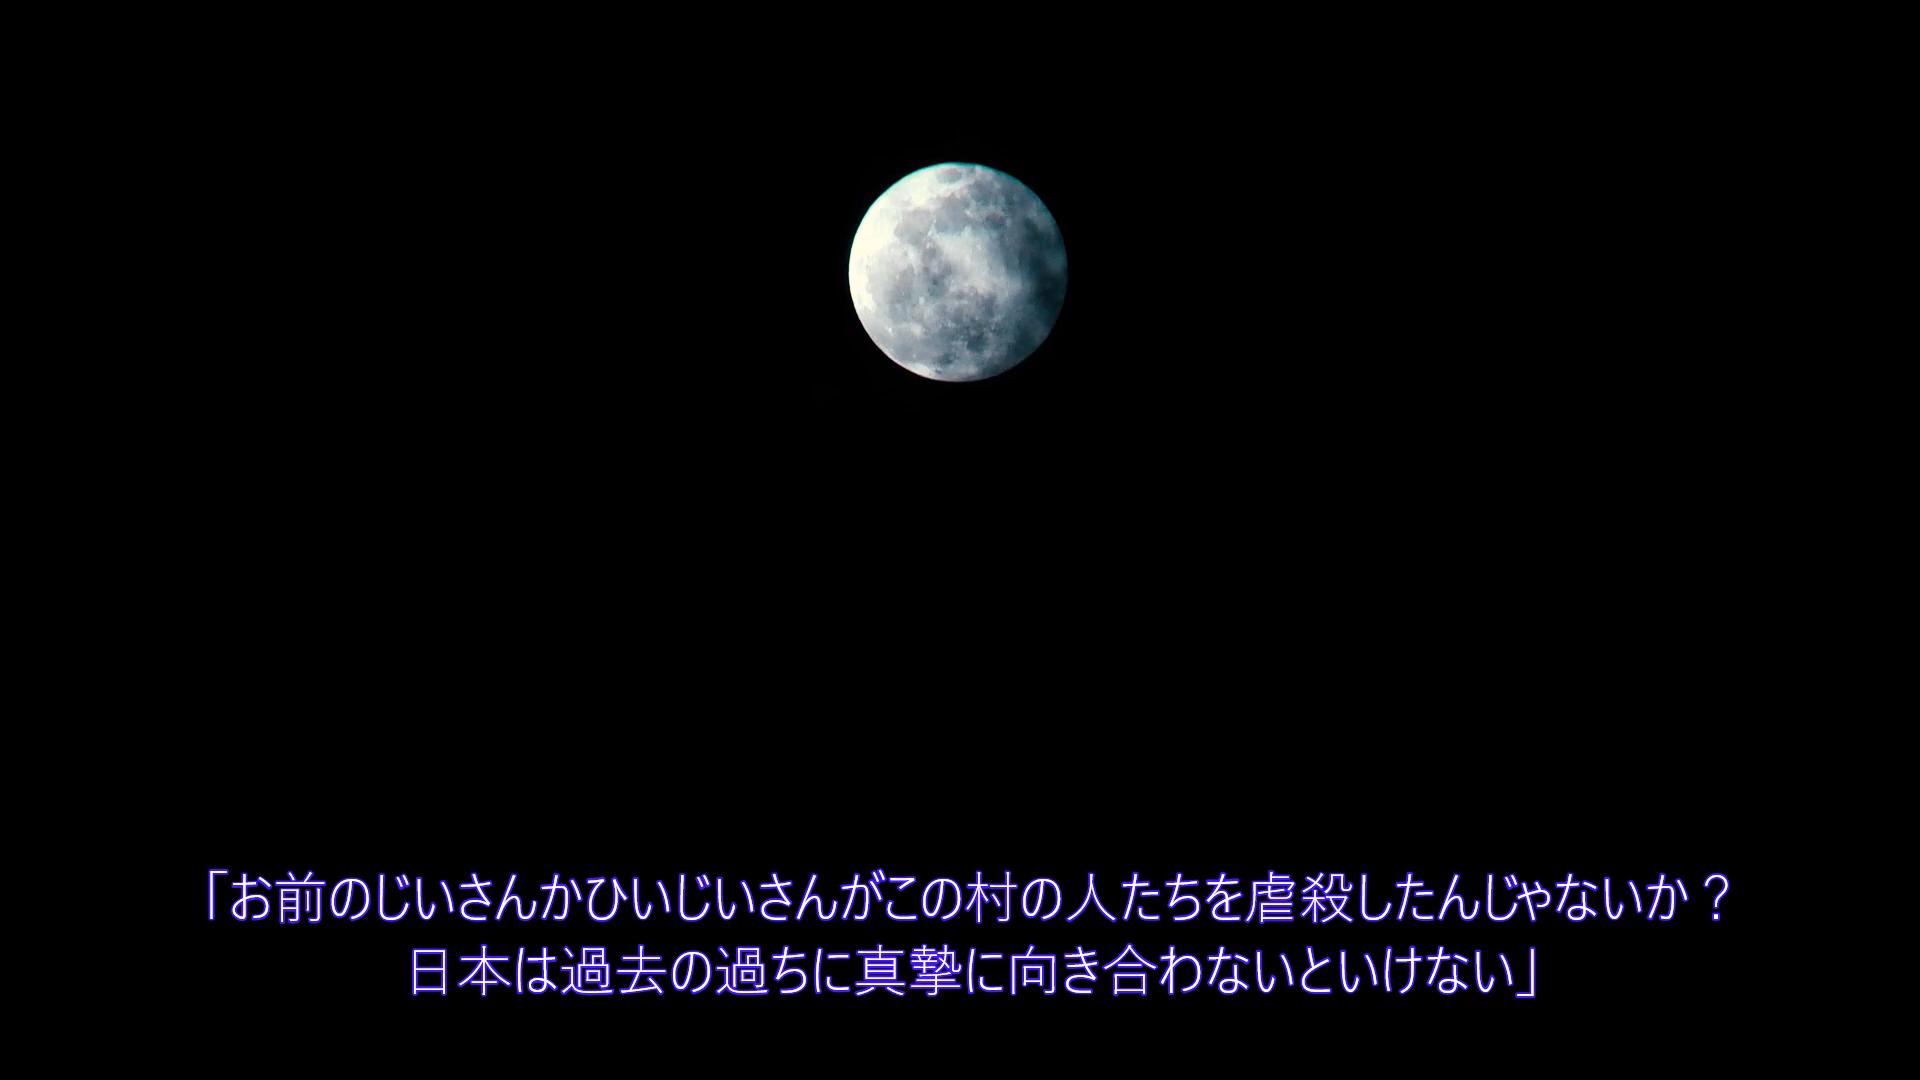 「お前のじいさんかひいじいさんがこの村の人たちを虐殺したんじゃないか？
日本は過去の過ちに真摯に向き合わないといけない」